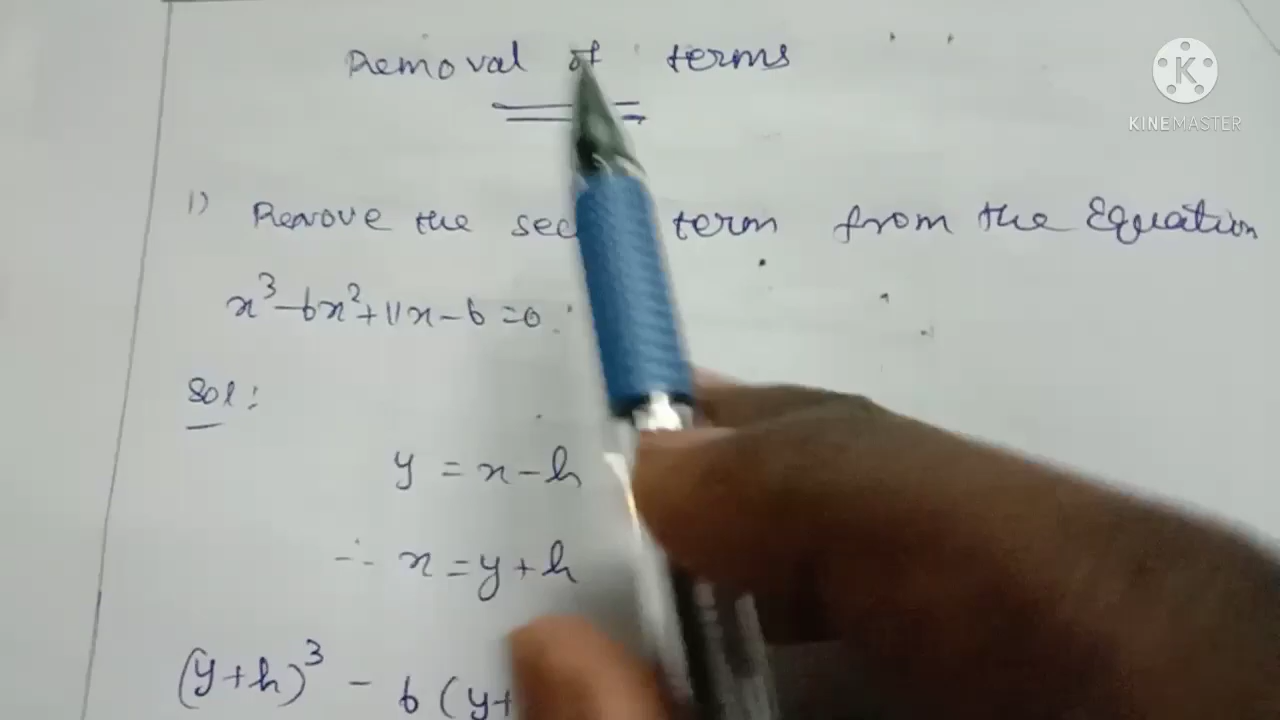 Removal of terms
K
KINEMASTER
1) Remove the sec term from the Equation
x³-6x²+11x-6=0
Sol:
y = x-h
∴ x=y+h
(y+h)³ - 6(y+